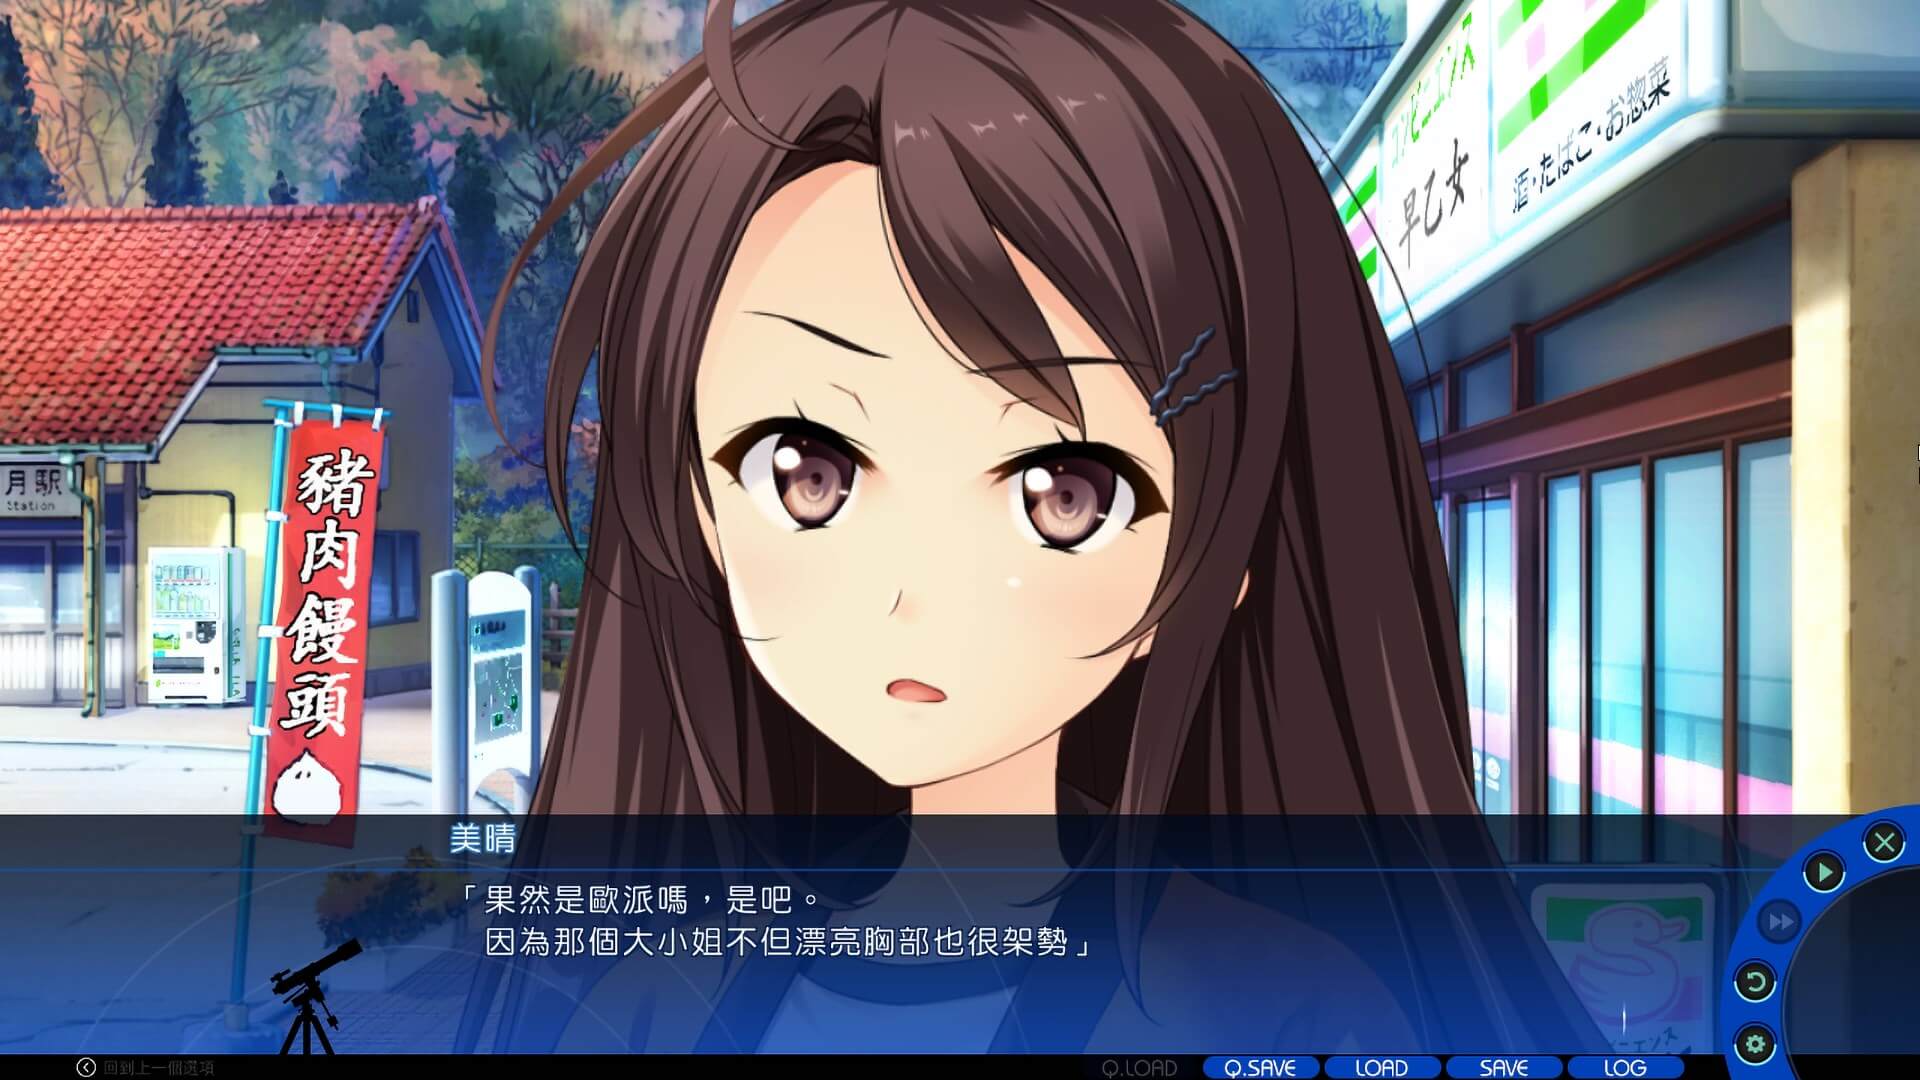 コンビニエンス
早乙女
酒・たばこ・お惣菜
月駅
Station
豬肉饅頭
美晴
「果然是歐派嗎，是吧。
因為那個大小姐不但漂亮胸部也很架勢」
回到上一個選項
Q.LOAD
Q.SAVE
LOAD
SAVE
LOG